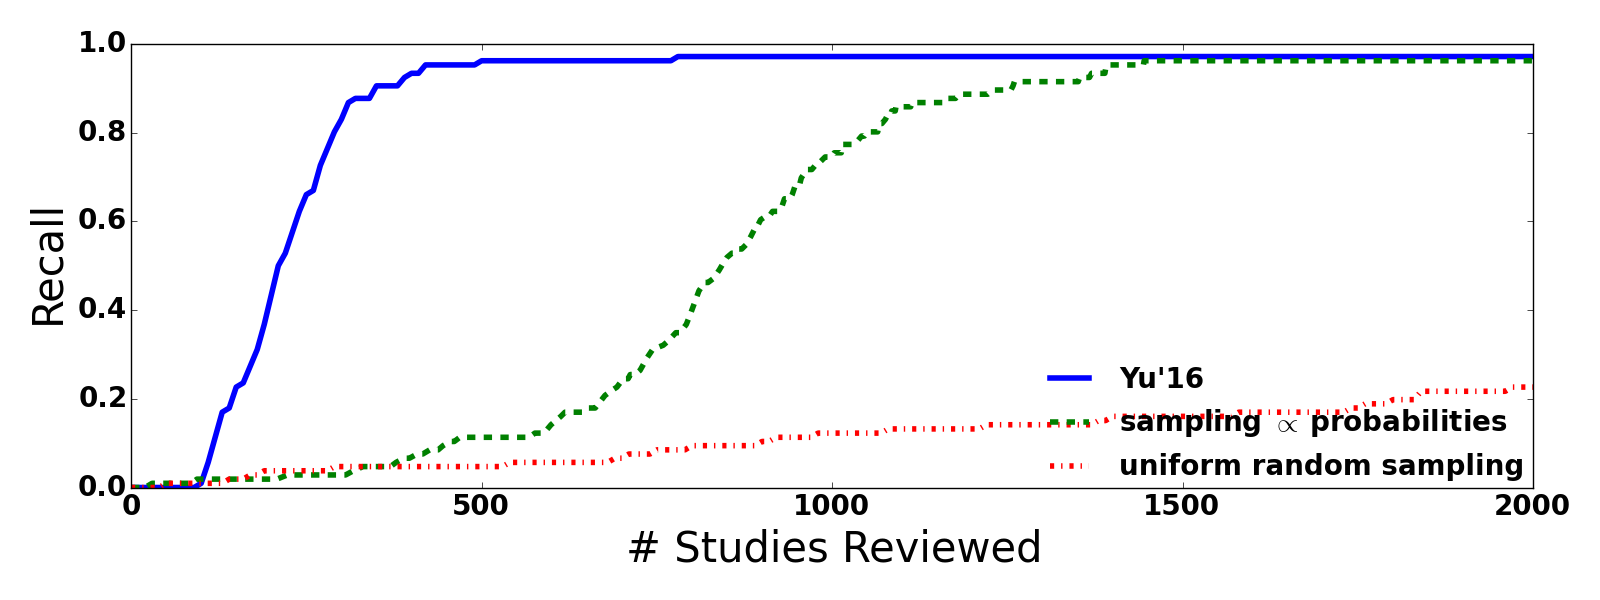 1.0
0.8
0.6
0.4
0.2
0.0
Recall
0 500 1000 1500 2000
# Studies Reviewed
Yu'16
sampling ∝ probabilities
uniform random sampling